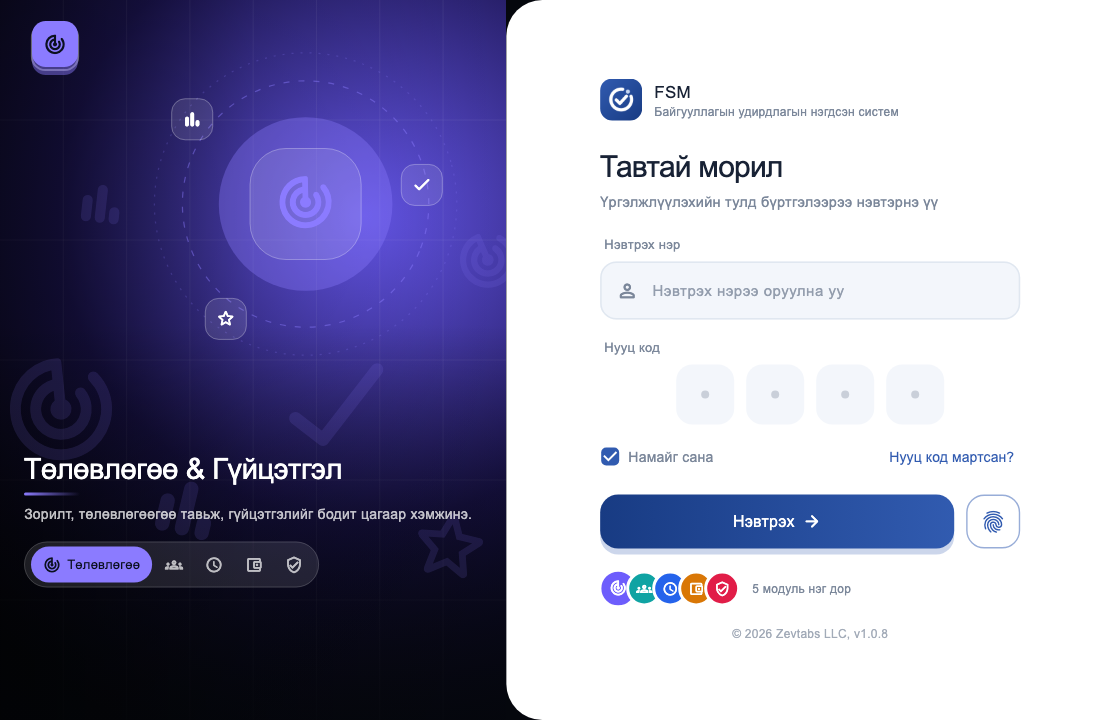 Төлөвлөгөө & Гүйцэтгэл
Зорилт, төлөвлөгөөгөө тавьж, гүйцэтгэлийг бодит цагаар хэмжинэ.
Төлөвлөгөө
FSM
Байгууллагын удирдлагын нэгдсэн систем
Тавтай морил
Үргэлжлүүлэхийн тулд бүртгэлээрээ нэвтэрнэ үү
Нэвтрэх нэр
Нэвтрэх нэрээ оруулна уу
Нууц код
Намайг сана
Нууц код мартсан?
Нэвтрэх
5 модуль нэг дор
© 2026 Zevtabs LLC, v1.0.8